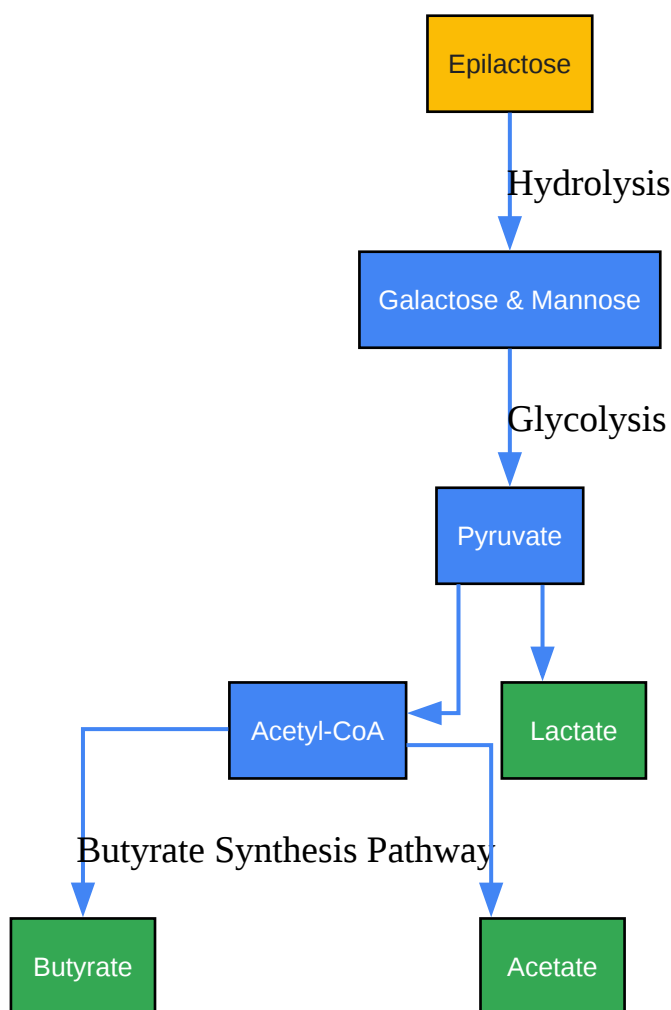 Epilactose
Hydrolysis
Galactose & Mannose
Glycolysis
Pyruvate
Acetyl-CoA
Lactate
Butyrate Synthesis Pathway
Butyrate
Acetate